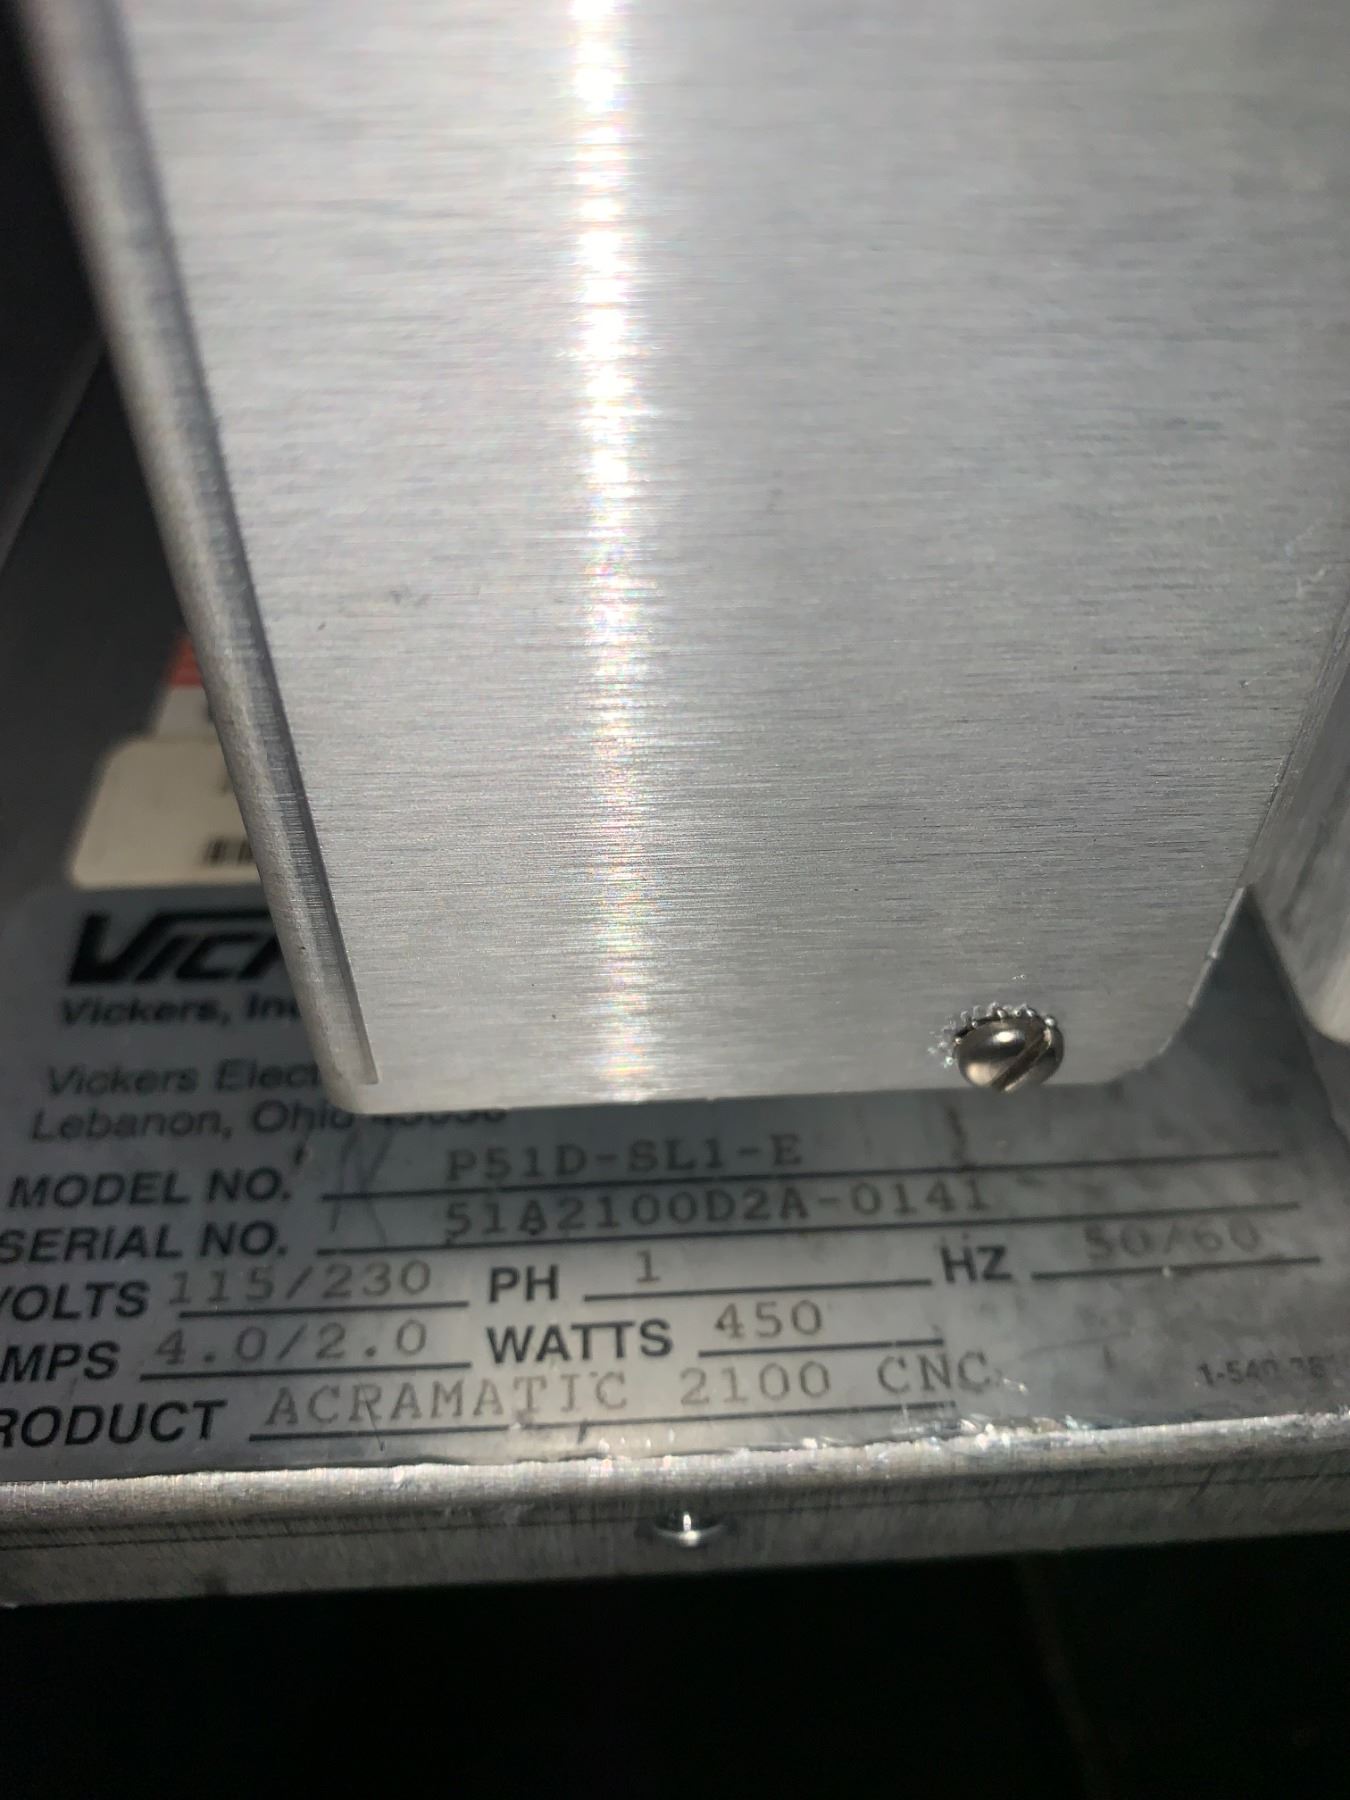 VIC
Vickers, In
Vickers Elec
Lebanon, Ohio
MODEL NO. P51D-SL1-E
SERIAL NO. 51A2100D2A-0141
VOLTS 115/230 PH 1 HZ 50/60
MPS 4.0/2.0 WATTS 450
RODUCT ACRAMATIC 2100 CNC